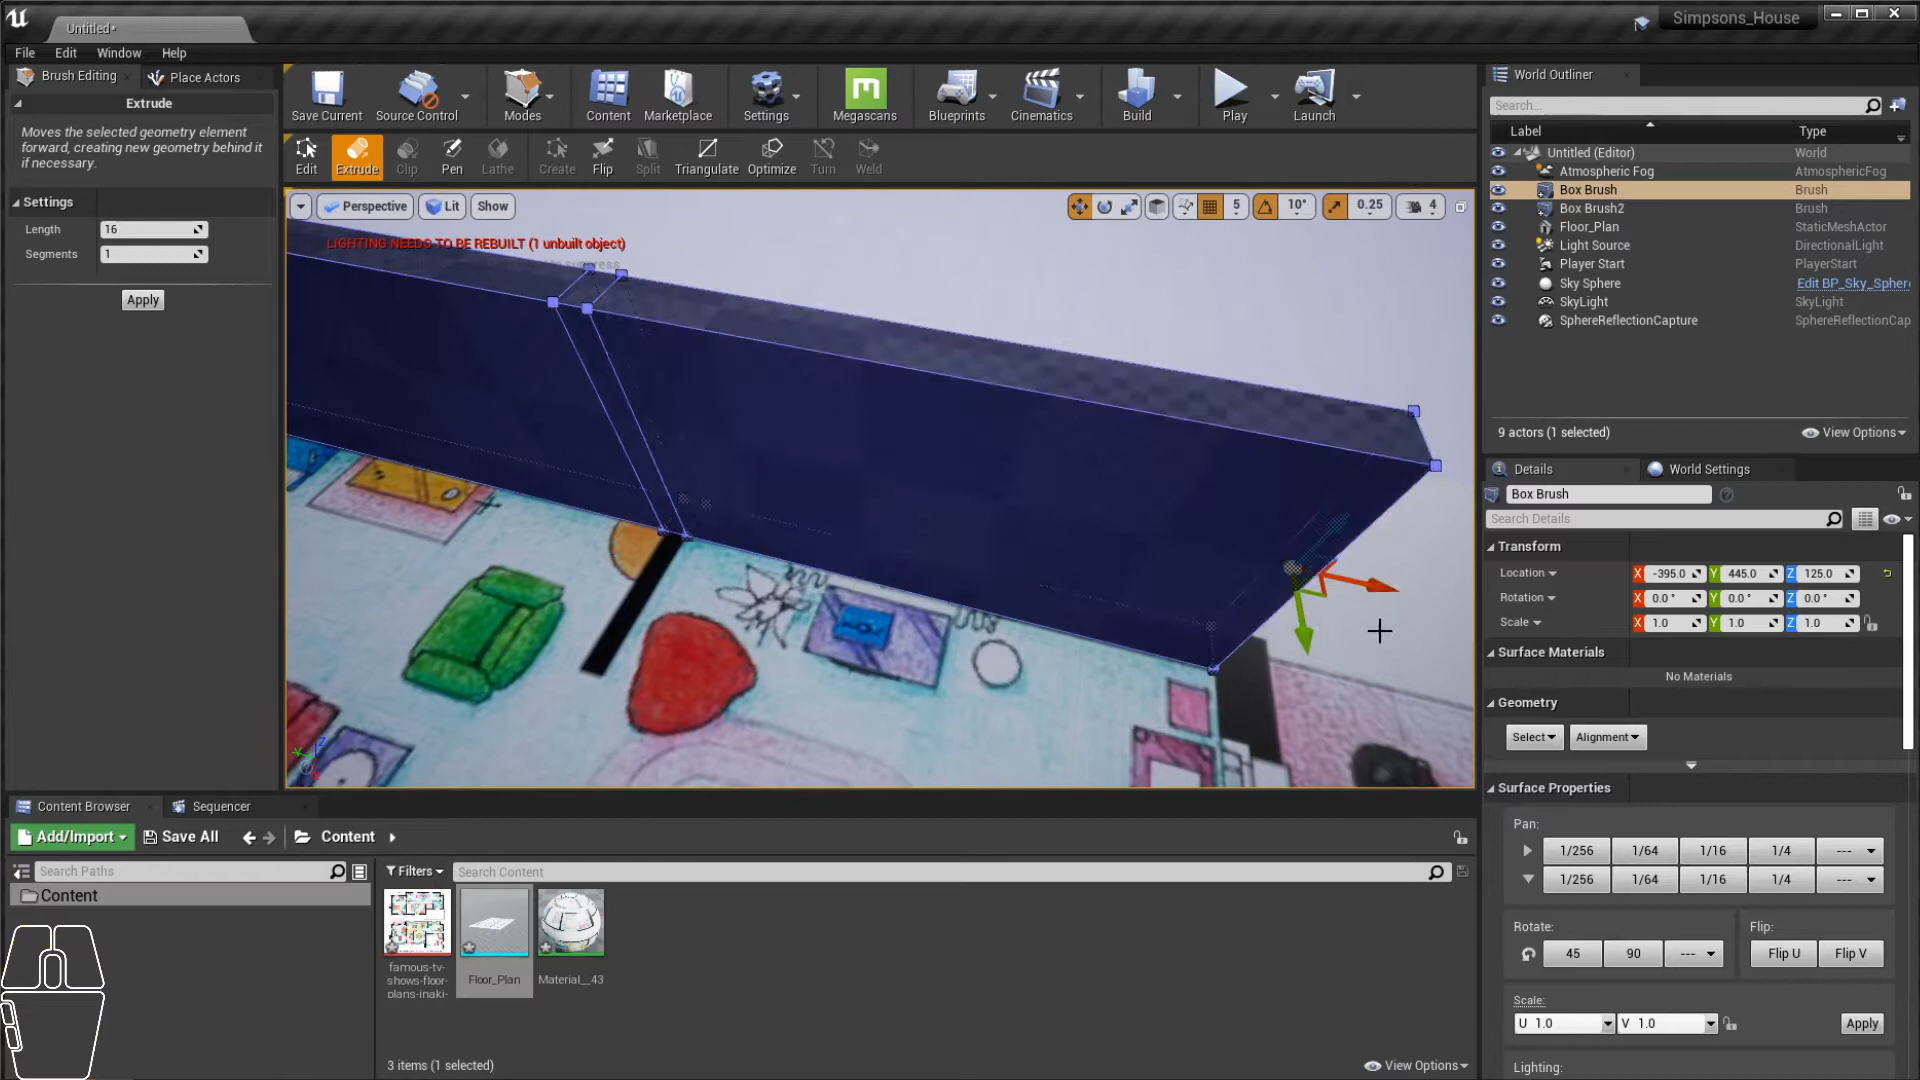 Untitled*
Simpsons_House
File Edit Window Help
Brush Editing
Place Actors
Extrude
Moves the selected geometry element
forward, creating new geometry behind it
if necessary.
Settings
Length 16
Segments 1
Apply
Save Current
Source Control
Modes
Content
Marketplace
Settings
Megascans
Blueprints
Cinematics
Build
Play
Launch
Edit
Extrude
Clip
Pen
Lathe
Create
Flip
Split
Triangulate
Optimize
Turn
Weld
Perspective
Lit
Show
5
10°
0.25
4
LIGHTING NEEDS TO BE REBUILT (1 unbuilt object)
World Outliner
Search...
Label Type
Untitled (Editor) World
Atmospheric Fog AtmosphericFog
Box Brush Brush
Box Brush2 Brush
Floor_Plan StaticMeshActor
Light Source DirectionalLight
Player Start PlayerStart
Sky Sphere Edit BP_Sky_Spher
SkyLight SkyLight
SphereReflectionCapture SphereReflectionCap
9 actors (1 selected)
View Options
Details
World Settings
Box Brush
Search Details
Transform
Location X -395.0 Y 445.0 Z 125.0
Rotation X 0.0° Y 0.0° Z 0.0°
Scale X 1.0 Y 1.0 Z 1.0
Surface Materials
No Materials
Geometry
Select
Alignment
Surface Properties
Pan:
1/256 1/64 1/16 1/4 ---
1/256 1/64 1/16 1/4 ---
Rotate: Flip:
45 90 --- Flip U Flip V
Scale:
U 1.0 V 1.0 Apply
Lighting:
Content Browser
Sequencer
Add/Import
Save All
Content
Search Paths
Content
Filters
Search Content
famous-tv-
shows-floor-
plans-inaki-
Floor_Plan
Material__43
3 items (1 selected)
View Options